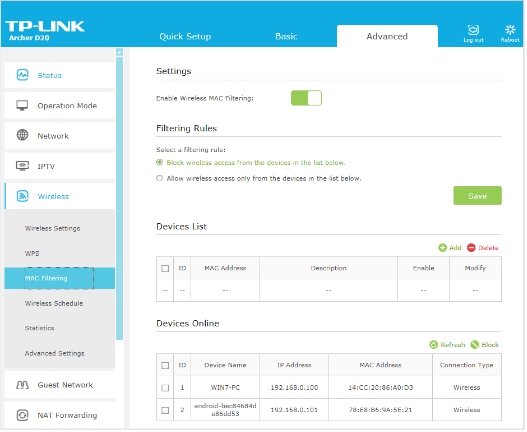 TP-LINK
Archer D20
Quick Setup
Basic
Advanced
Log out
Reboot
Status
Operation Mode
Network
IPTV
Wireless
Wireless Settings
WPS
MAC Filtering
Wireless Schedule
Statistics
Advanced Settings
Guest Network
NAT Forwarding
Settings
Enable Wireless MAC Filtering:
Filtering Rules
Select a filtering rule:
Block wireless access from the devices in the list below.
Allow wireless access only from the devices in the list below.
Save
Devices List
Add Delete
ID MAC Address Description Enable Modify
-- -- -- -- -- --
Devices Online
Refresh Block
ID Device Name IP Address MAC Address Connection Type
1 WIN7-PC 192.168.0.100 14:CC:20:86:A0:D3 Wireless
2 android-bec84684d
e86dd53 192.168.0.101 78:E8:B6:9A:5E:21 Wireless